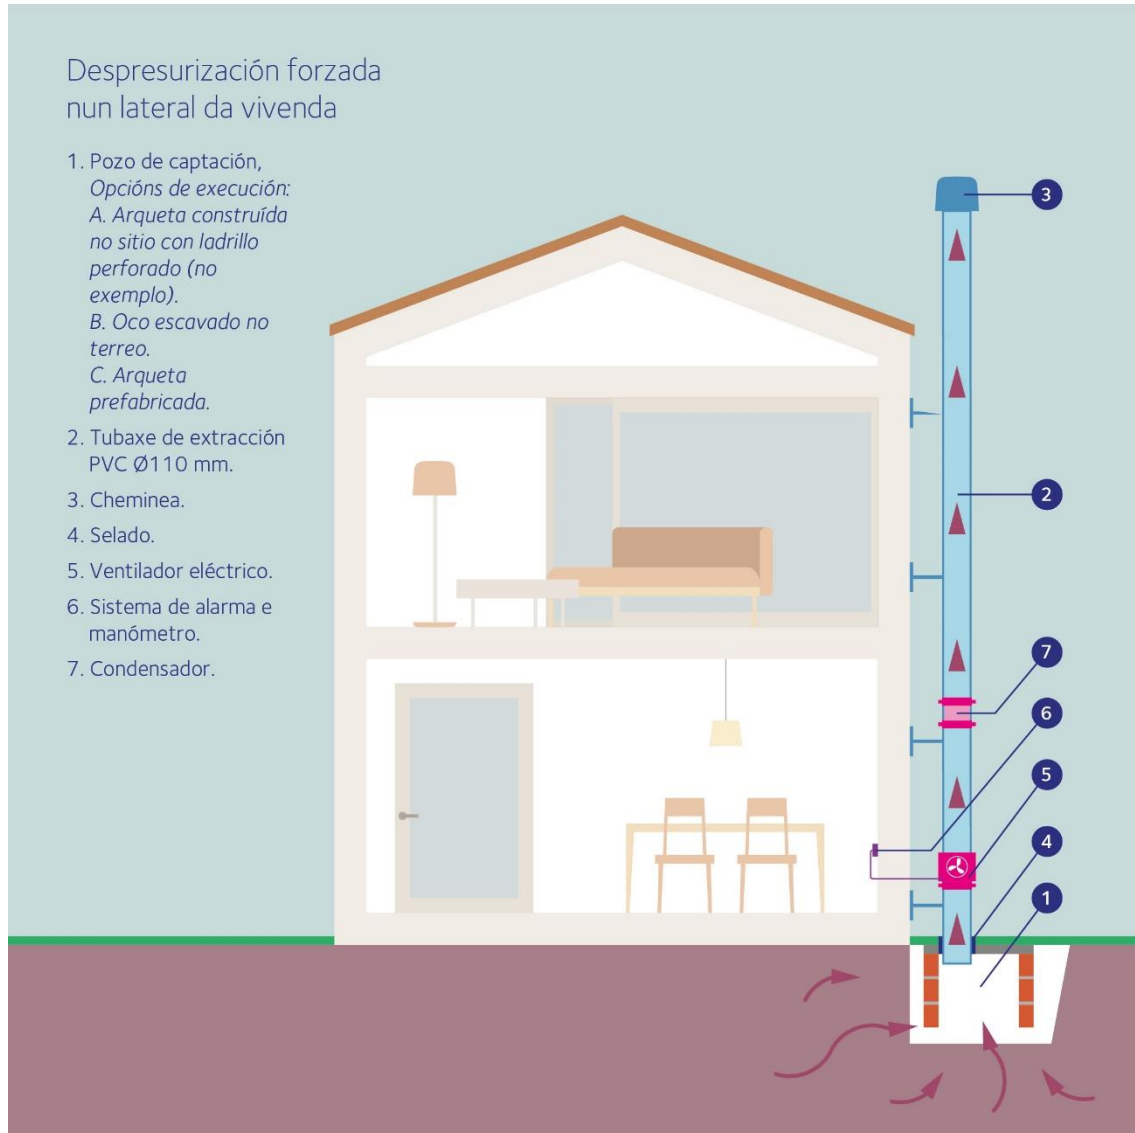 Despresurización forzada
nun lateral da vivenda
1. Pozo de captación,
Opcións de execución:
A. Arqueta construída
no sitio con ladrillo
perforado (no
exemplo).
B. Oco escavado no
terreo.
C. Arqueta
prefabricada.
2. Tubaxe de extracción
PVC Ø110 mm.
3. Cheminea.
4. Selado.
5. Ventilador eléctrico.
6. Sistema de alarma e
manómetro.
7. Condensador.
3
2
7
6
5
4
1